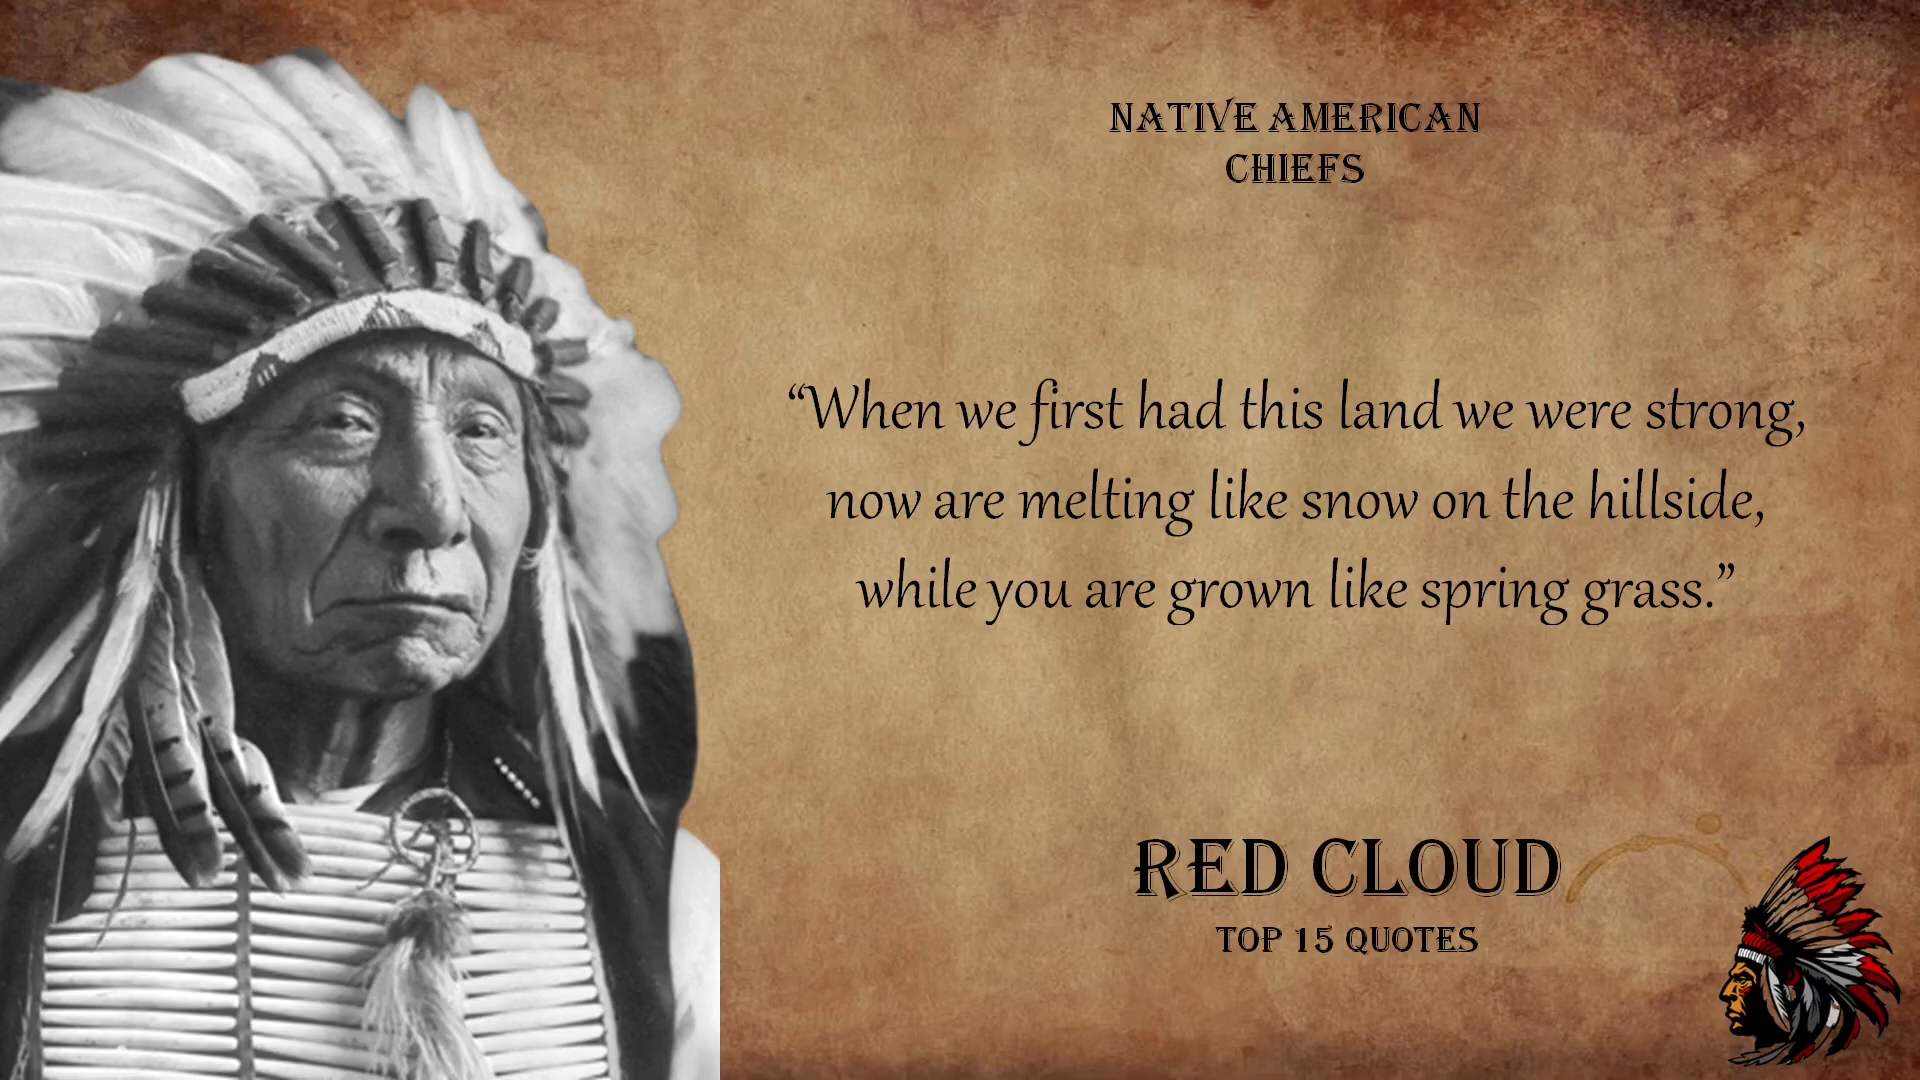 NATIVE AMERICAN
CHIEFS
“When we first had this land we were strong,
now are melting like snow on the hillside,
while you are grown like spring grass.”
RED CLOUD
TOP 15 QUOTES